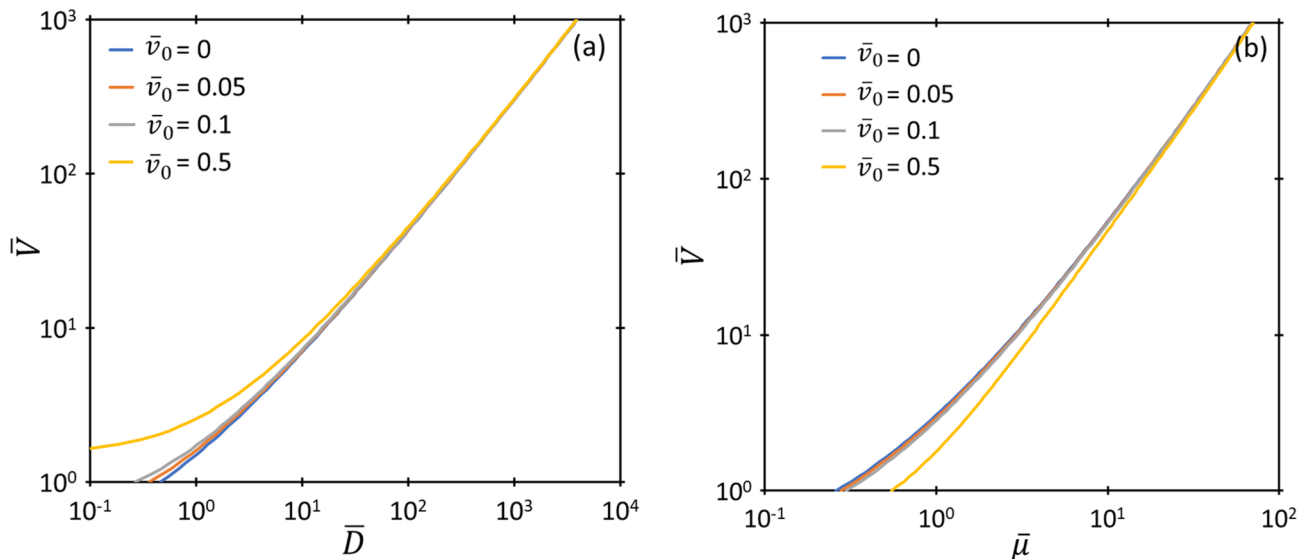 10³
(a)
v̄₀ = 0
v̄₀ = 0.05
v̄₀ = 0.1
v̄₀ = 0.5
10²
V̄
10¹
10⁰
10⁻¹ 10⁰ 10¹ 10² 10³ 10⁴
D̄
10³
(b)
v̄₀ = 0
v̄₀ = 0.05
v̄₀ = 0.1
v̄₀ = 0.5
10²
V̄
10¹
10⁰
10⁻¹ 10⁰ 10¹ 10²
μ̄